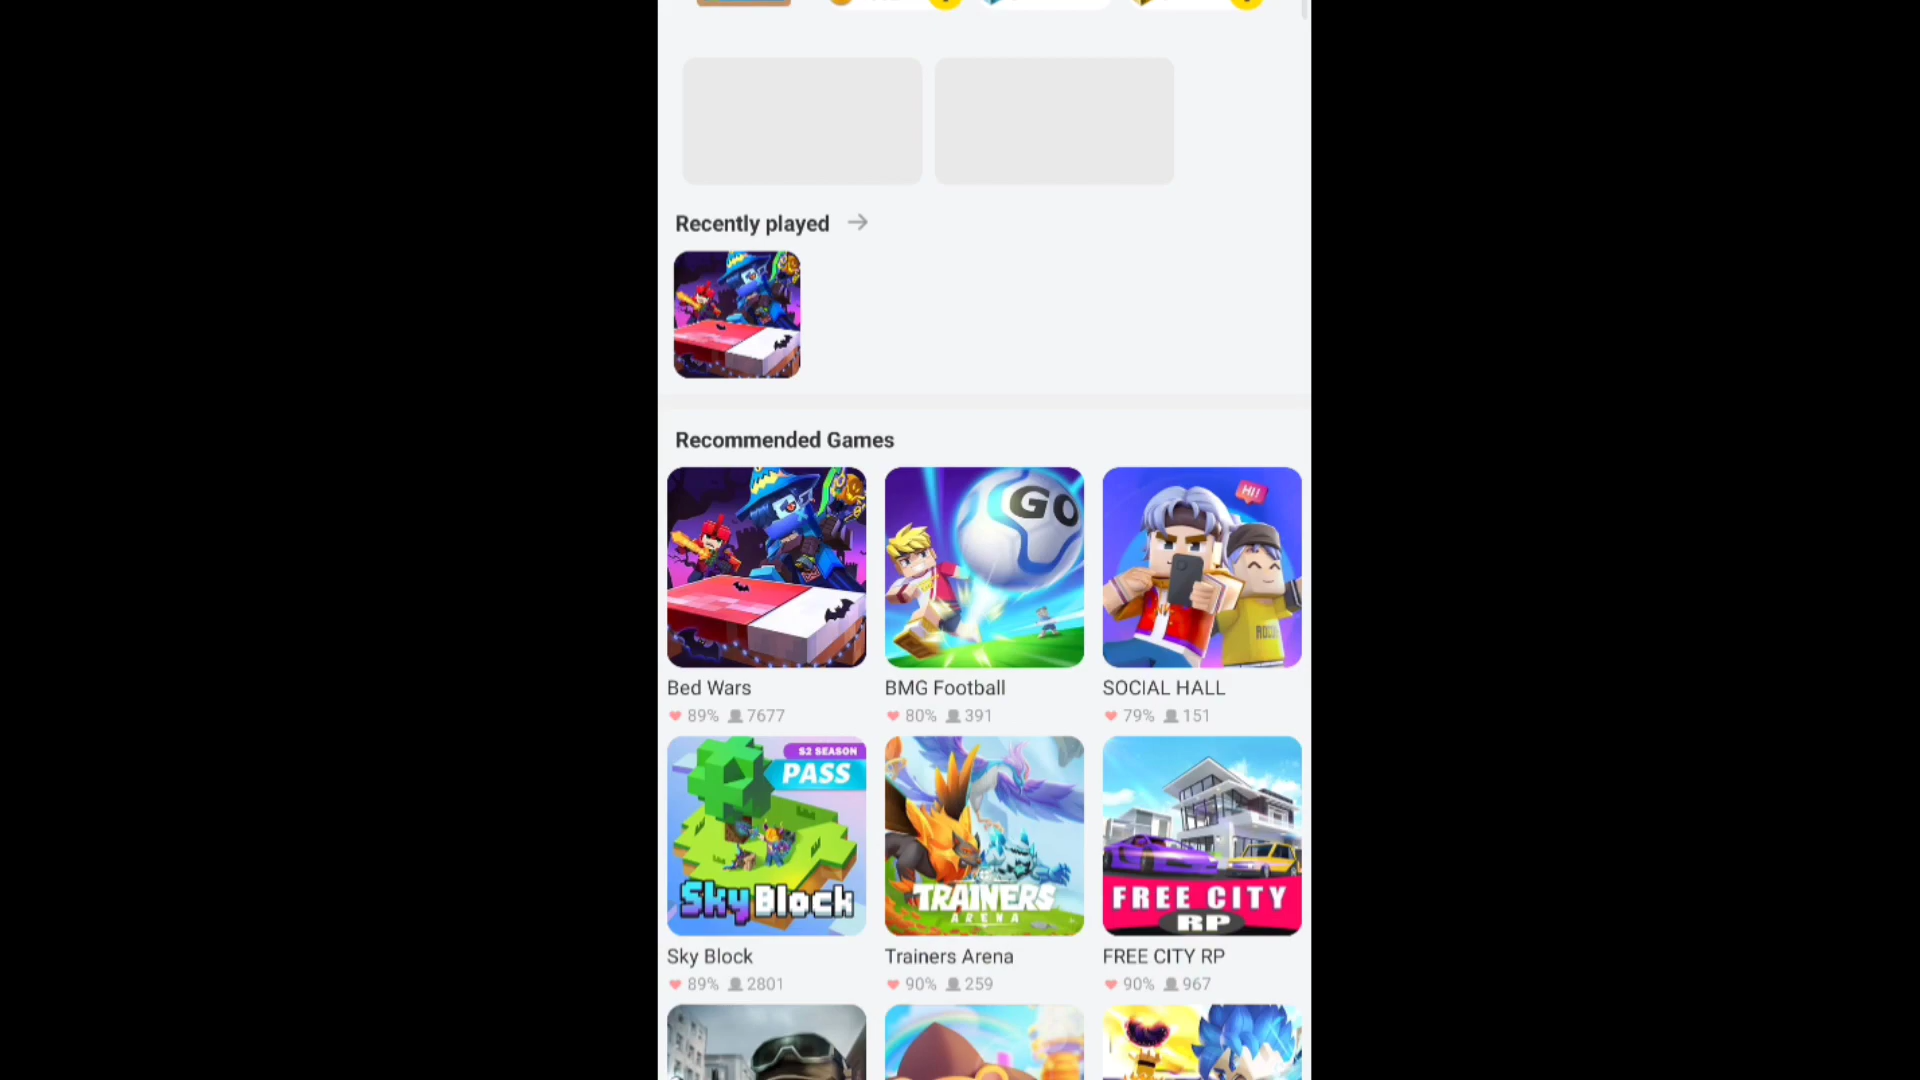 Recently played
Recommended Games
GO
HI!
Bed Wars
BMG Football
SOCIAL HALL
89% 7677
80% 391
79% 151
S2 SEASON
PASS
Sky Block
TRAINERS
ARENA
FREE CITY
RP
Sky Block
Trainers Arena
FREE CITY RP
89% 2801
90% 259
90% 967